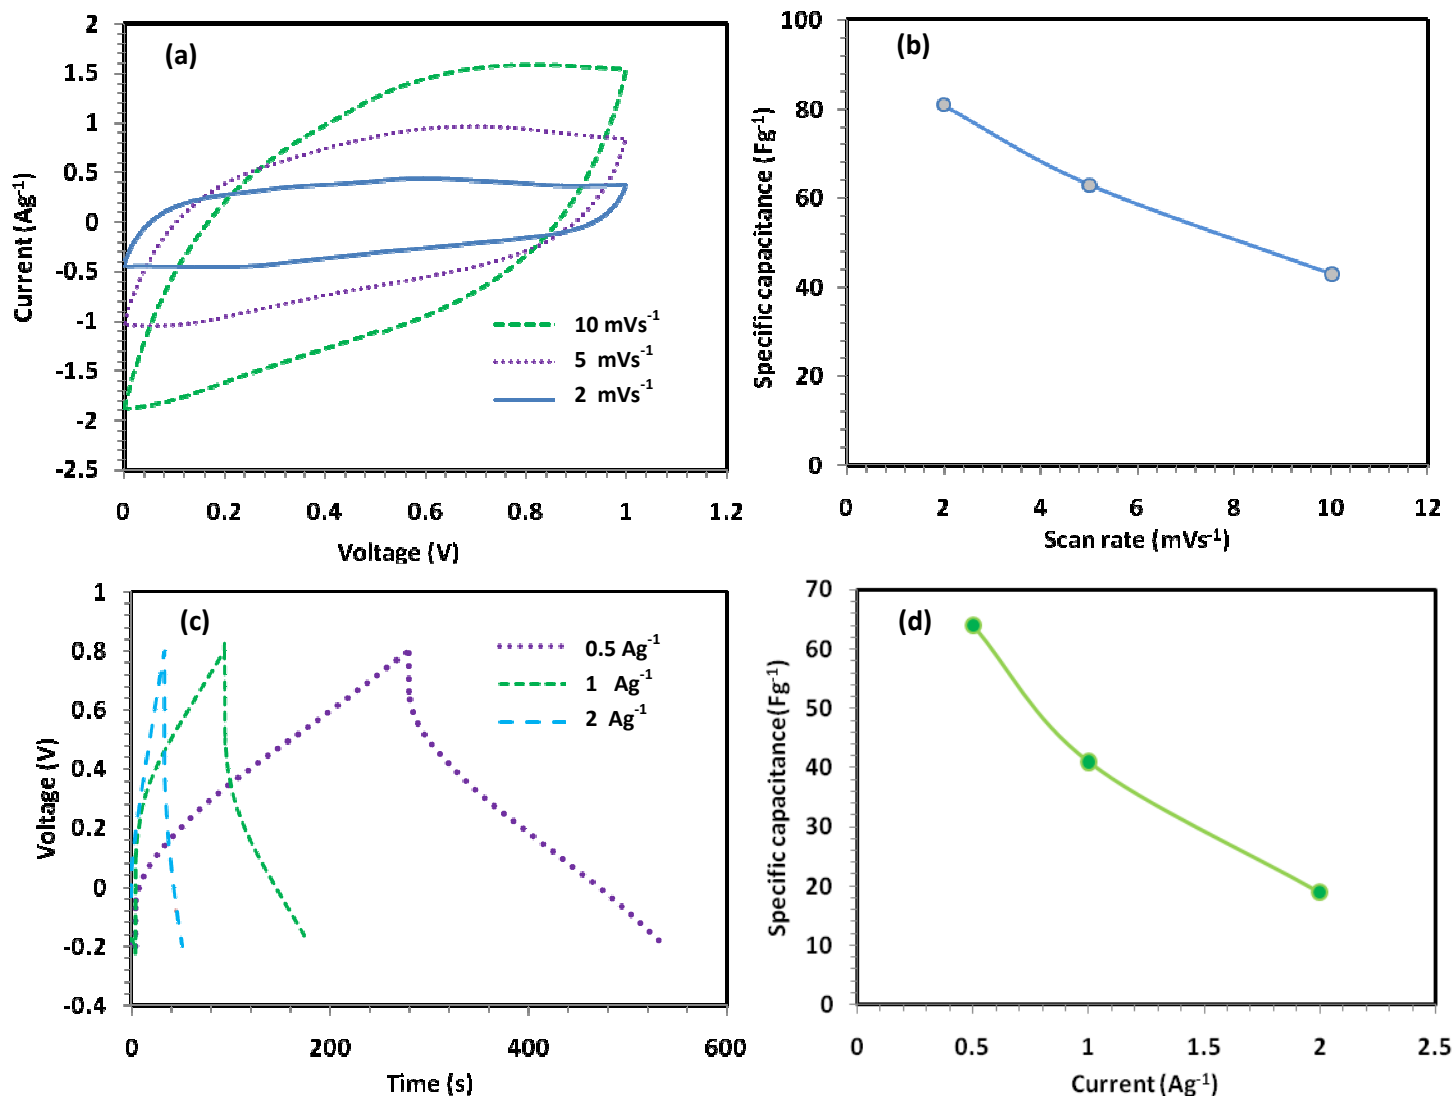 (a)
2
1.5
1
0.5
0
-0.5
-1
-1.5
-2
-2.5
Current (Ag⁻¹)
10 mVs⁻¹
5 mVs⁻¹
2 mVs⁻¹
0 0.2 0.4 0.6 0.8 1 1.2
Voltage (V)
(b)
100
80
60
40
20
0
Specific capacitance (Fg⁻¹)
0 2 4 6 8 10 12
Scan rate (mVs⁻¹)
(c)
1
0.8
0.6
0.4
0.2
0
-0.2
-0.4
Voltage (V)
0.5 Ag⁻¹
1 Ag⁻¹
2 Ag⁻¹
0 200 400 600
Time (s)
(d)
70
60
50
40
30
20
10
0
Specific capacitance(Fg⁻¹)
0 0.5 1 1.5 2 2.5
Current (Ag⁻¹)